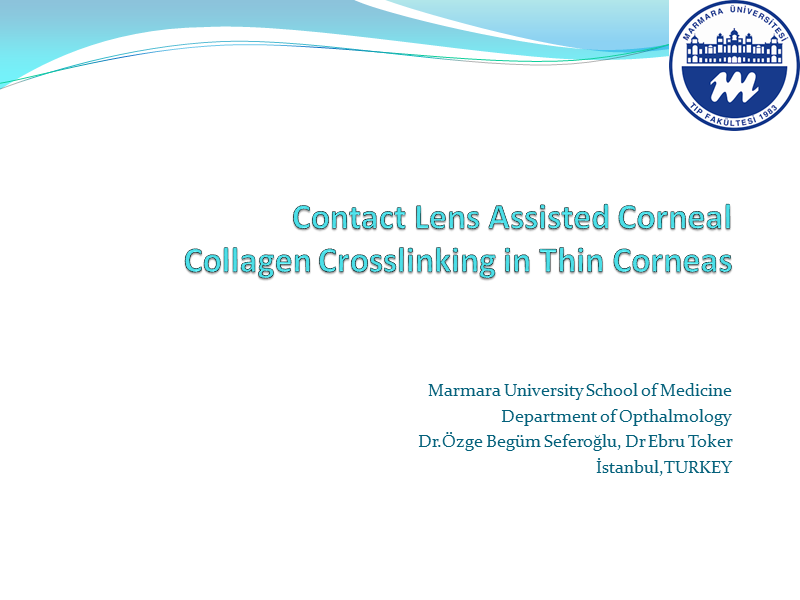 MARMARA ÜNİVERSİTESİ
TIP FAKÜLTESİ 1983
Contact Lens Assisted Corneal
Collagen Crosslinking in Thin Corneas
Marmara University School of Medicine
Department of Opthalmology
Dr.Özge Begüm Seferoğlu, Dr Ebru Toker
İstanbul,TURKEY